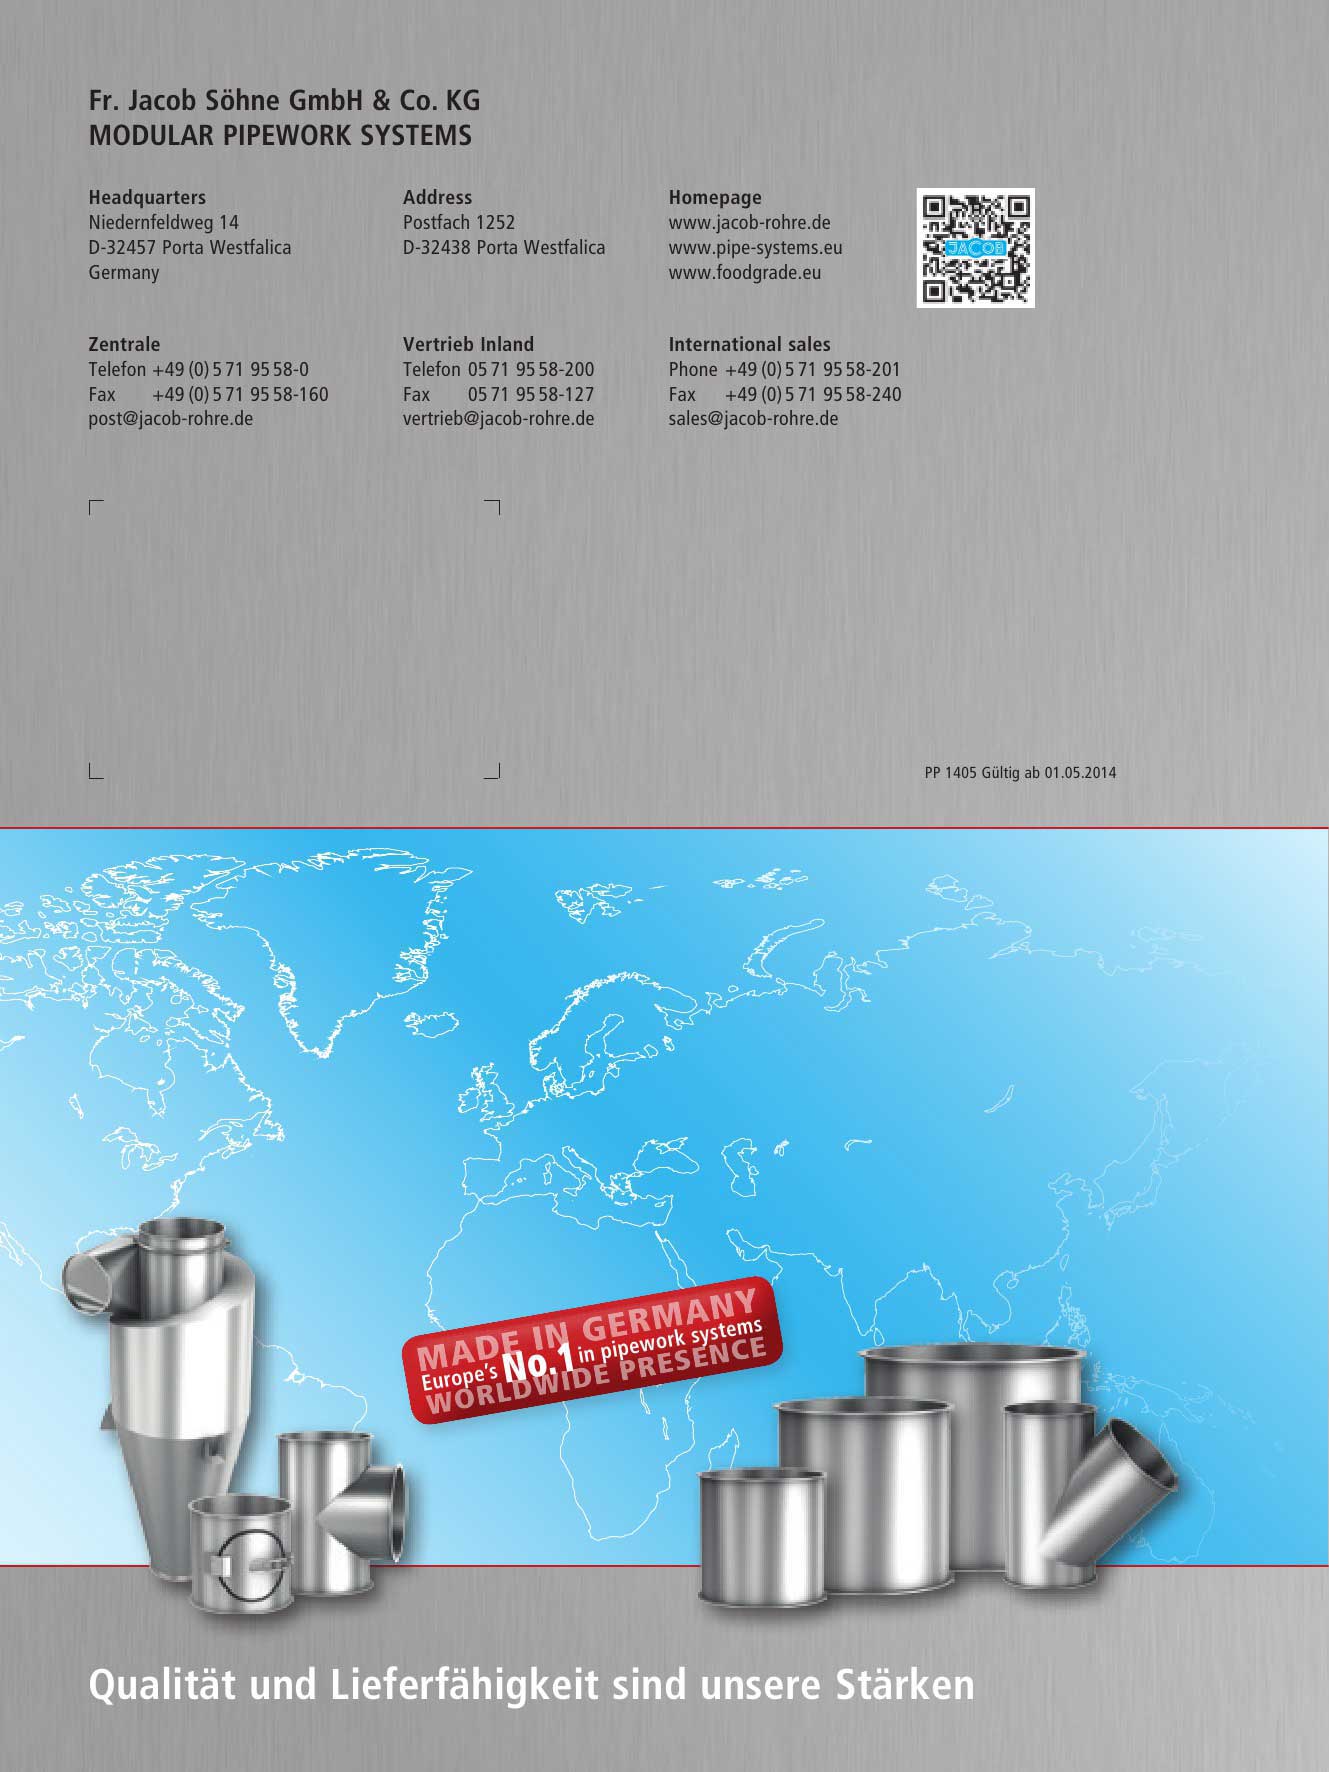 Fr. Jacob Söhne GmbH & Co. KG
MODULAR PIPEWORK SYSTEMS
Headquarters
Niedernfeldweg 14
D-32457 Porta Westfalica
Germany
Address
Postfach 1252
D-32438 Porta Westfalica
Homepage
www.jacob-rohre.de
www.pipe-systems.eu
www.foodgrade.eu
JACOB
Zentrale
Telefon +49 (0) 5 71 95 58-0
Fax +49 (0) 5 71 95 58-160
post@jacob-rohre.de
Vertrieb Inland
Telefon 05 71 95 58-200
Fax 05 71 95 58-127
vertrieb@jacob-rohre.de
International sales
Phone +49 (0) 5 71 95 58-201
Fax +49 (0) 5 71 95 58-240
sales@jacob-rohre.de
PP 1405 Gültig ab 01.05.2014
MADE IN GERMANY
Europe's No.1 in pipework systems
WORLDWIDE PRESENCE
Qualität und Lieferfähigkeit sind unsere Stärken